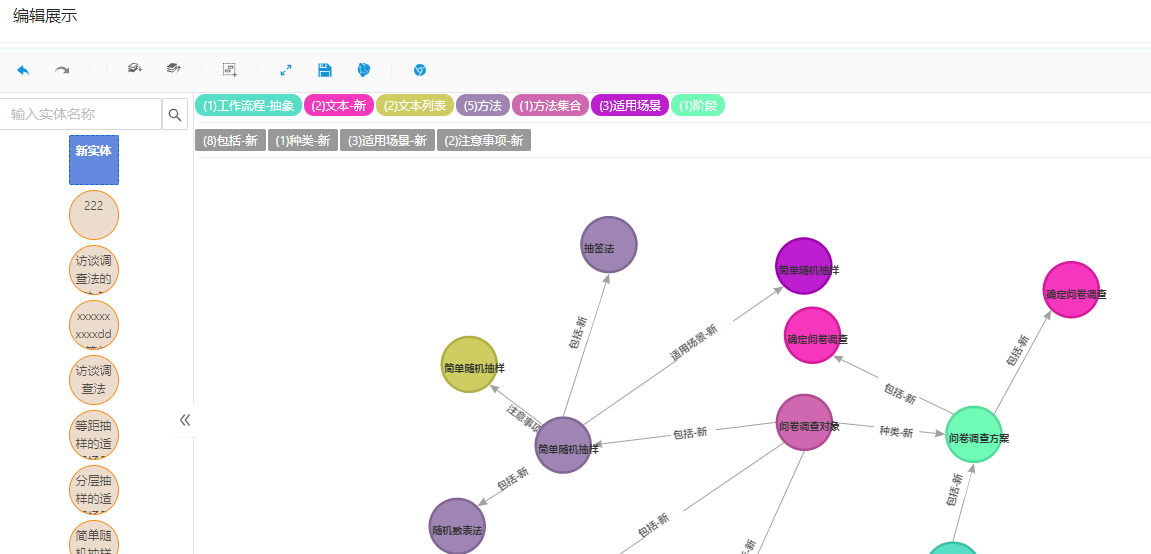 编辑展示
输入实体名称
(1)工作流程-抽象 (2)文本-新 (2)文本列表 (5)方法 (1)方法集合 (3)适用场景 (1)阶段
(8)包括-新 (1)种类-新 (3)适用场景-新 (2)注意事项-新
新实体
222
访谈调
查法的
xxxxxx
xxxxdd
访谈调
查法
等距抽
样的适
分层抽
样的适
简单随
机抽样
抽签法
简单随机抽样
确定问卷调查
包括-新
适用场景-新
确定问卷调查
包括-新
简单随机抽样
包括-新
注意事项
问卷调查对象
包括-新
种类-新
问卷调查方案
简单随机抽样
包括-新
包括-新
随机数表法
包括-新
-新